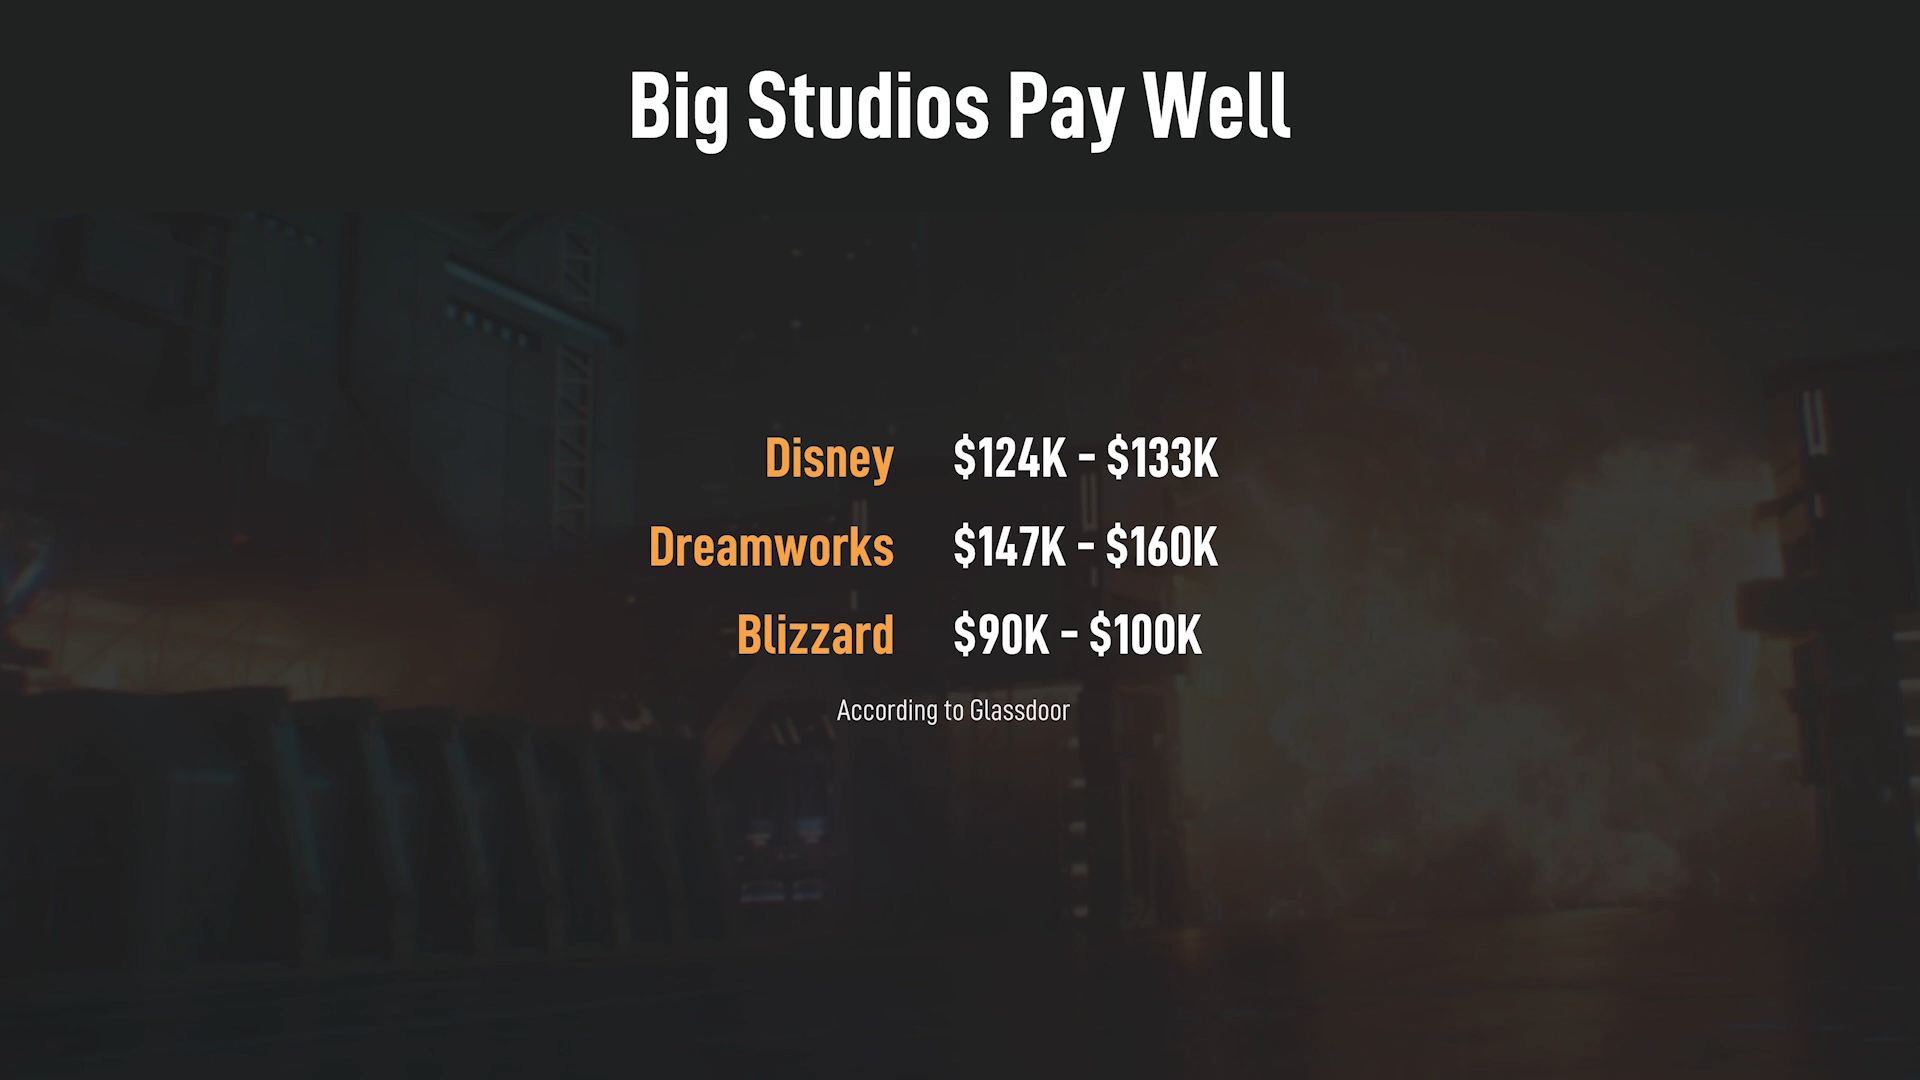 Big Studios Pay Well
Disney $124K - $133K
Dreamworks $147K - $160K
Blizzard $90K - $100K
According to Glassdoor